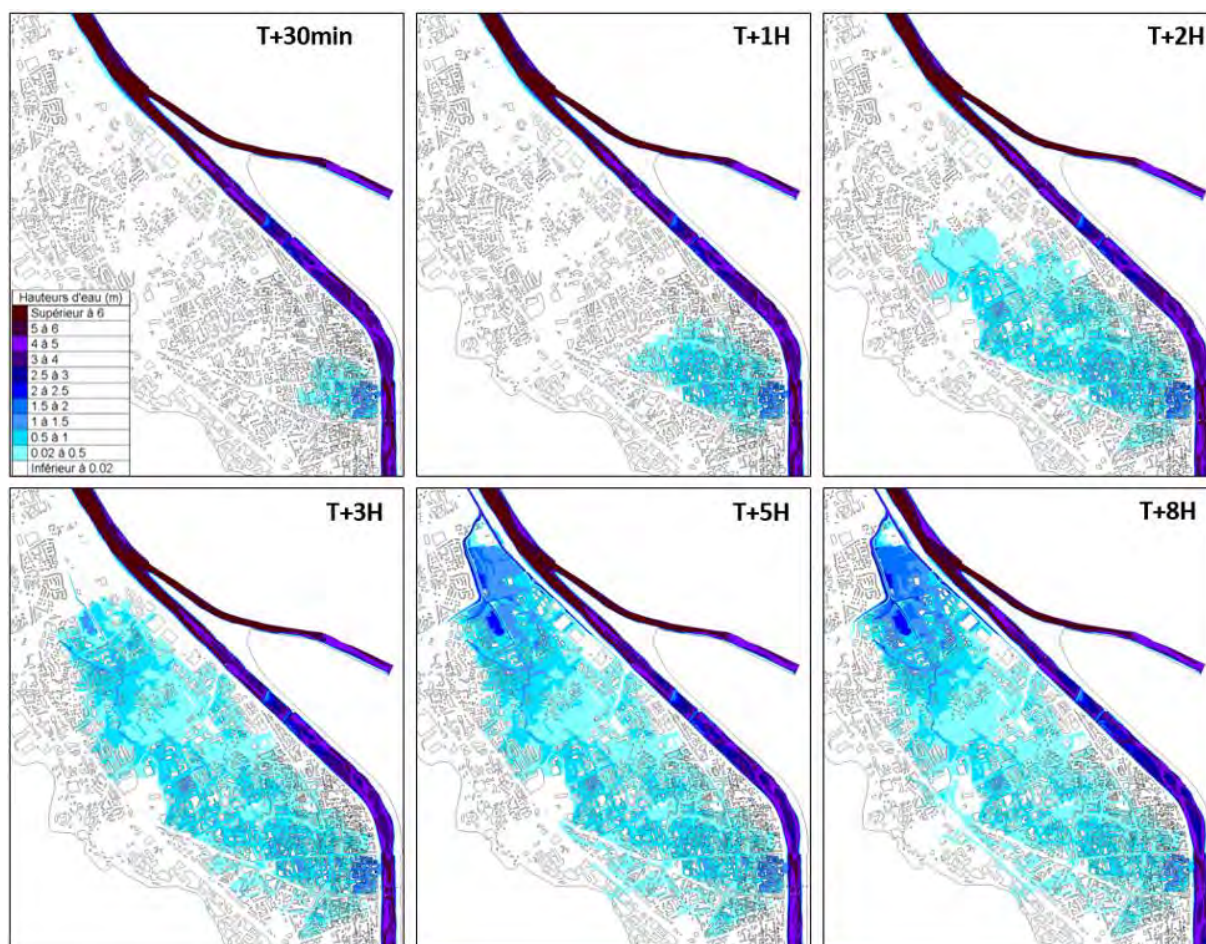 T+30min
T+1H
T+2H
Hauteurs d'eau (m)
Supérieur à 6
5 à 6
4 à 5
3 à 4
2.5 à 3
2 à 2.5
1.5 à 2
1 à 1.5
0.5 à 1
0.02 à 0.5
Inférieur à 0.02
T+3H
T+5H
T+8H